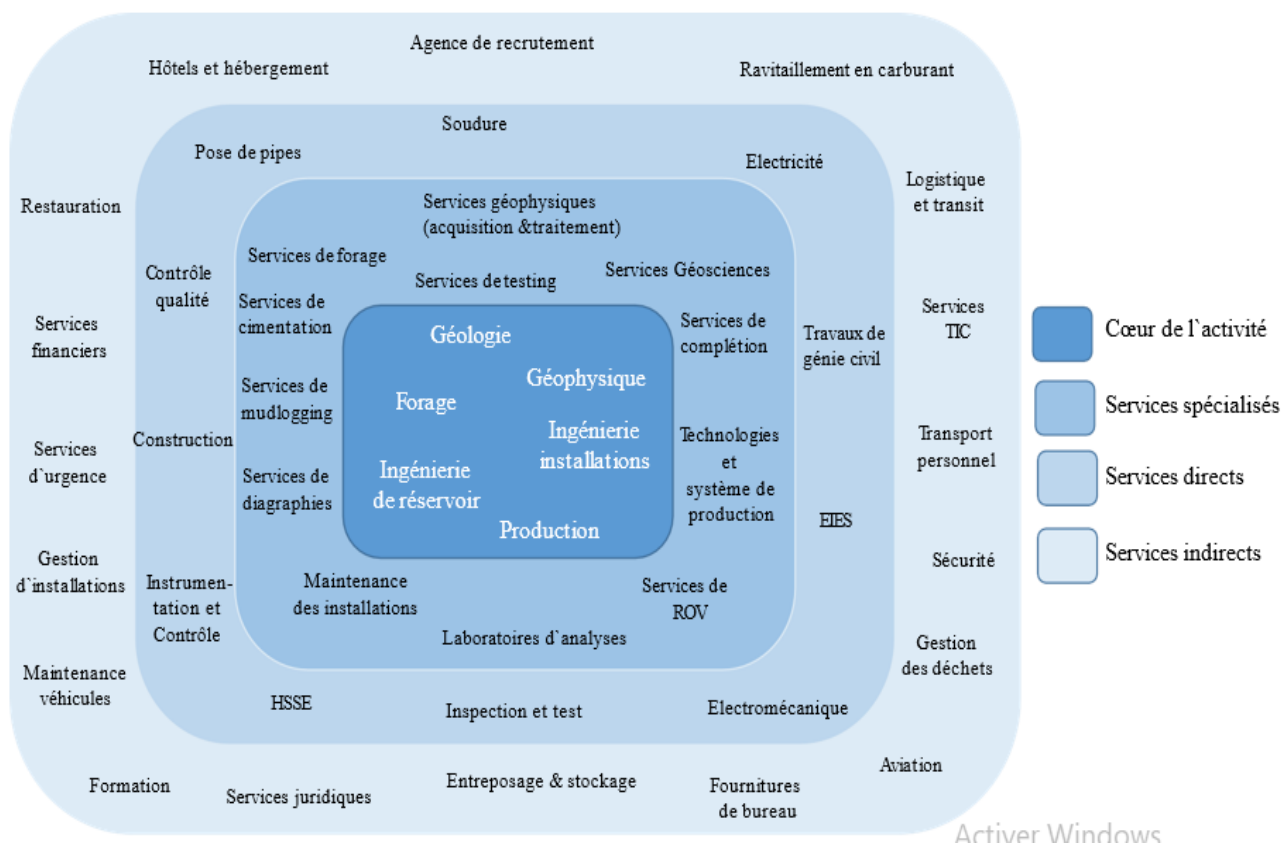 Agence de recrutement
Hôtels et hébergement
Ravitaillement en carburant
Soudure
Pose de pipes
Electricité
Logistique
et transit
Restauration
Services géophysiques
(acquisition &traitement)
Services de forage
Services Géosciences
Contrôle
qualité
Services de testing
Services de
cimentation
Services
financiers
Géologie
Services de
complétion
Travaux de
génie civil
Services
TIC
Géophysique
Services de
mudlogging
Forage
Ingénierie
installations
Construction
Services
d`urgence
Technologies
et
système de
production
Transport
personnel
Services de
diagraphies
Ingénierie
de réservoir
Production
EIES
Gestion
d`installations
Instrumen-
tation et
Contrôle
Maintenance
des installations
Services de
ROV
Sécurité
Laboratoires d`analyses
Maintenance
véhicules
Gestion
des déchets
HSSE
Inspection et test
Electromécanique
Formation
Services juridiques
Entreposage & stockage
Fournitures
de bureau
Aviation
Cœur de l`activité
Services spécialisés
Services directs
Services indirects
Activer Windows